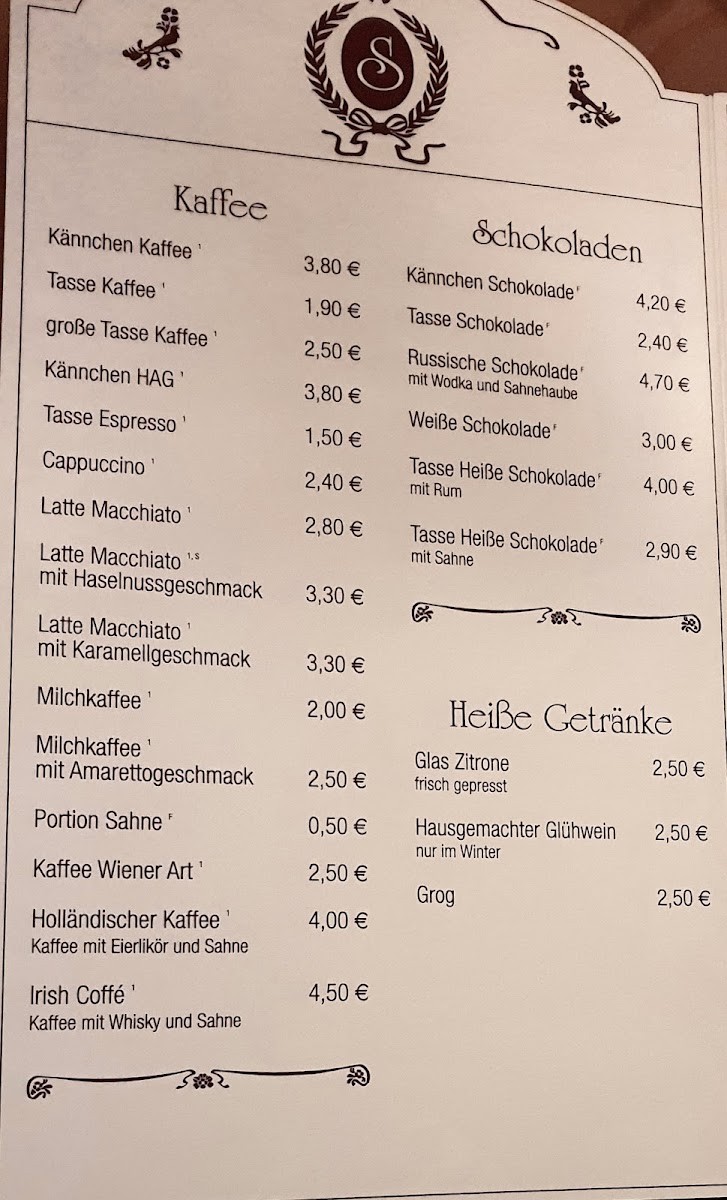 S
Kaffee
Kännchen Kaffee ¹ 3,80 €
Tasse Kaffee ¹ 1,90 €
große Tasse Kaffee ¹ 2,50 €
Kännchen HAG ¹ 3,80 €
Tasse Espresso ¹ 1,50 €
Cappuccino ¹ 2,40 €
Latte Macchiato ¹ 2,80 €
Latte Macchiato ¹·ˢ
mit Haselnussgeschmack 3,30 €
Latte Macchiato ¹
mit Karamellgeschmack 3,30 €
Milchkaffee ¹ 2,00 €
Milchkaffee ¹
mit Amarettogeschmack 2,50 €
Portion Sahne ᶠ 0,50 €
Kaffee Wiener Art ¹ 2,50 €
Holländischer Kaffee ¹ 4,00 €
Kaffee mit Eierlikör und Sahne
Irish Coffé ¹ 4,50 €
Kaffee mit Whisky und Sahne
Schokoladen
Kännchen Schokolade ᶠ 4,20 €
Tasse Schokolade ᶠ 2,40 €
Russische Schokolade ᶠ 4,70 €
mit Wodka und Sahnehaube
Weiße Schokolade ᶠ 3,00 €
Tasse Heiße Schokolade ᶠ 4,00 €
mit Rum
Tasse Heiße Schokolade ᶠ 2,90 €
mit Sahne
Heiße Getränke
Glas Zitrone 2,50 €
frisch gepresst
Hausgemachter Glühwein 2,50 €
nur im Winter
Grog 2,50 €